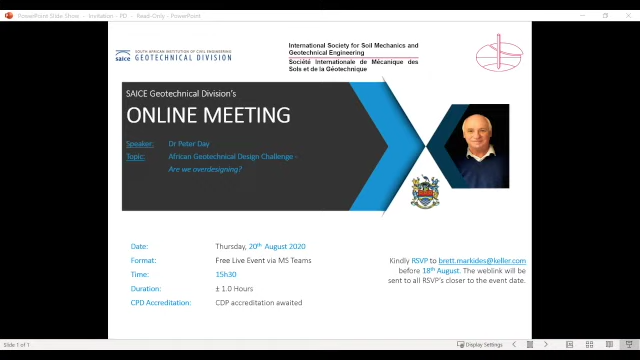 PowerPoint Slide Show - Invitation - PD - Read-Only - PowerPoint
saice
SOUTH AFRICAN INSTITUTION OF CIVIL ENGINEERING
GEOTECHNICAL DIVISION
International Society for Soil Mechanics and
Geotechnical Engineering
Société Internationale de Mécanique des
Sols et de la Géotechnique
SAICE Geotechnical Division's
ONLINE MEETING
Speaker: Dr Peter Day
Topic: African Geotechnical Design Challenge -
Are we overdesigning?
Date: Thursday, 20th August 2020
Format: Free Live Event via MS Teams
Time: 15h30
Duration: ± 1.0 Hours
CPD Accreditation: CDP accreditation awaited
Kindly RSVP to brett.markides@keller.com
before 18th August. The weblink will be
sent to all RSVP's closer to the event date.
Slide 1 of 1
Display Settings